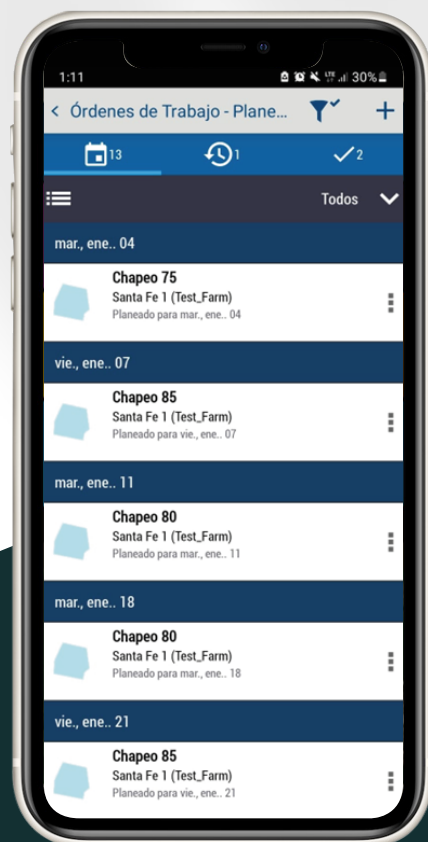 1:11 LTE 30%
Órdenes de Trabajo - Plane...
13 1 2
Todos
mar., ene.. 04
Chapeo 75
Santa Fe 1 (Test_Farm)
Planeado para mar., ene.. 04
vie., ene.. 07
Chapeo 85
Santa Fe 1 (Test_Farm)
Planeado para vie., ene.. 07
mar., ene.. 11
Chapeo 80
Santa Fe 1 (Test_Farm)
Planeado para mar., ene.. 11
mar., ene.. 18
Chapeo 80
Santa Fe 1 (Test_Farm)
Planeado para mar., ene.. 18
vie., ene.. 21
Chapeo 85
Santa Fe 1 (Test_Farm)
Planeado para vie., ene.. 21